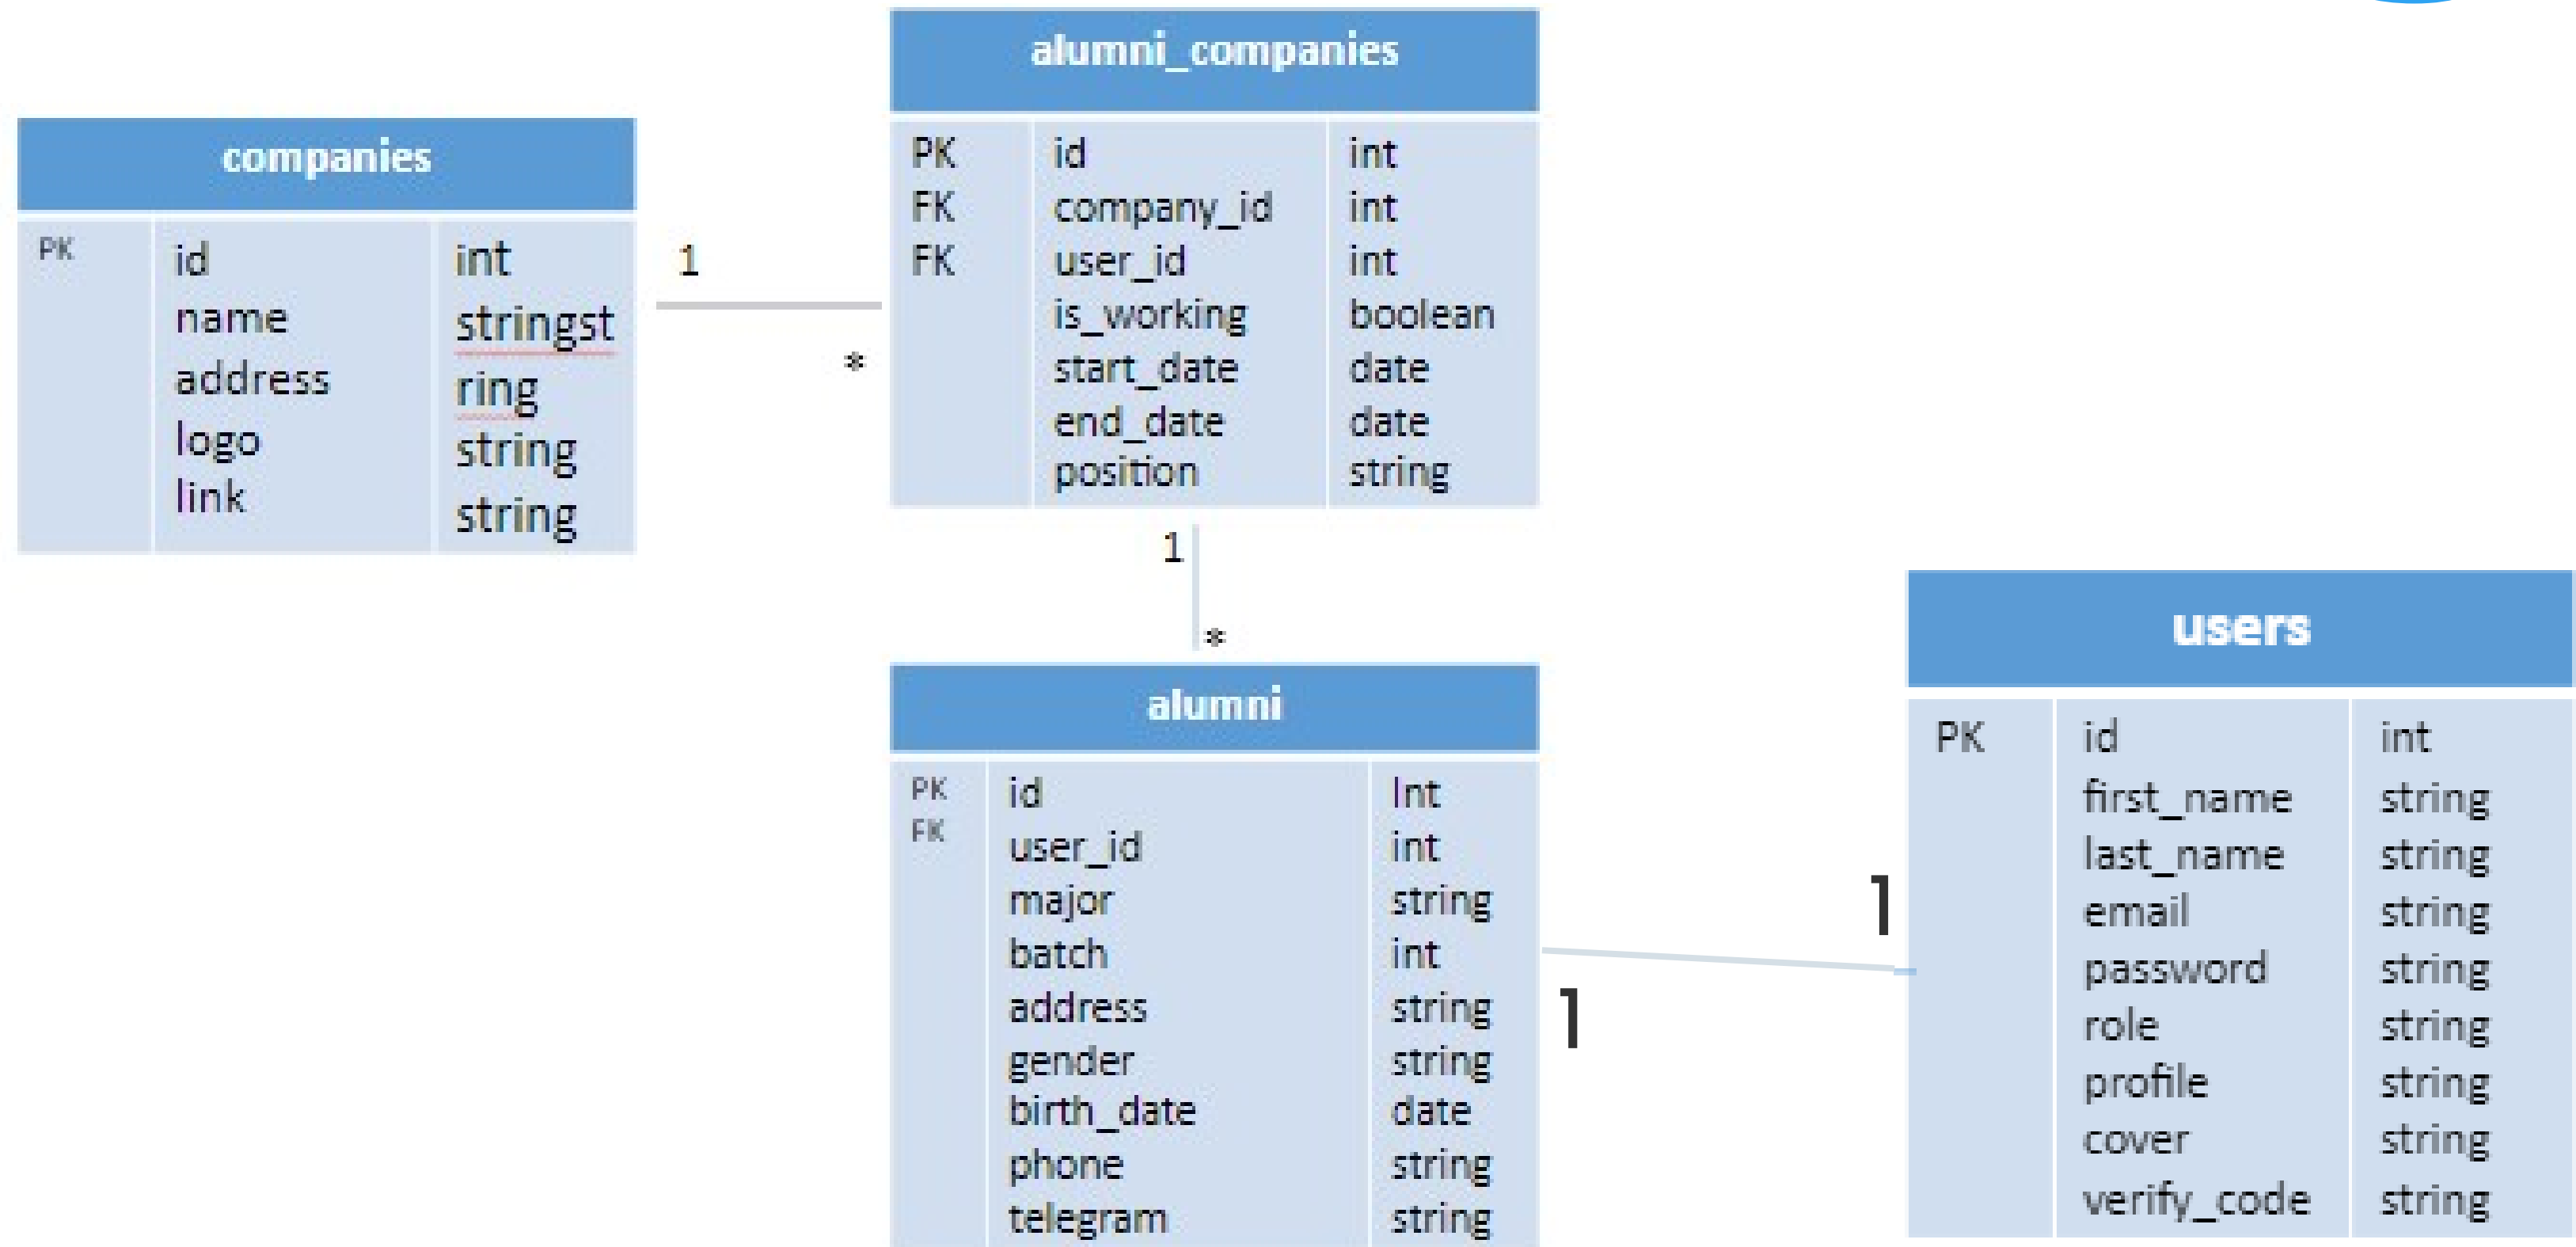 alumni_companies
PK id int
FK company_id int
FK user_id int
is_working boolean
start_date date
end_date date
position string
companies
PK id int
name stringst
address ring
logo string
link string
1
*
1
*
alumni
PK id Int
FK user_id int
major string
batch int
address string
gender string
birth_date date
phone string
telegram string
1
1
users
PK id int
first_name string
last_name string
email string
password string
role string
profile string
cover string
verify_code string